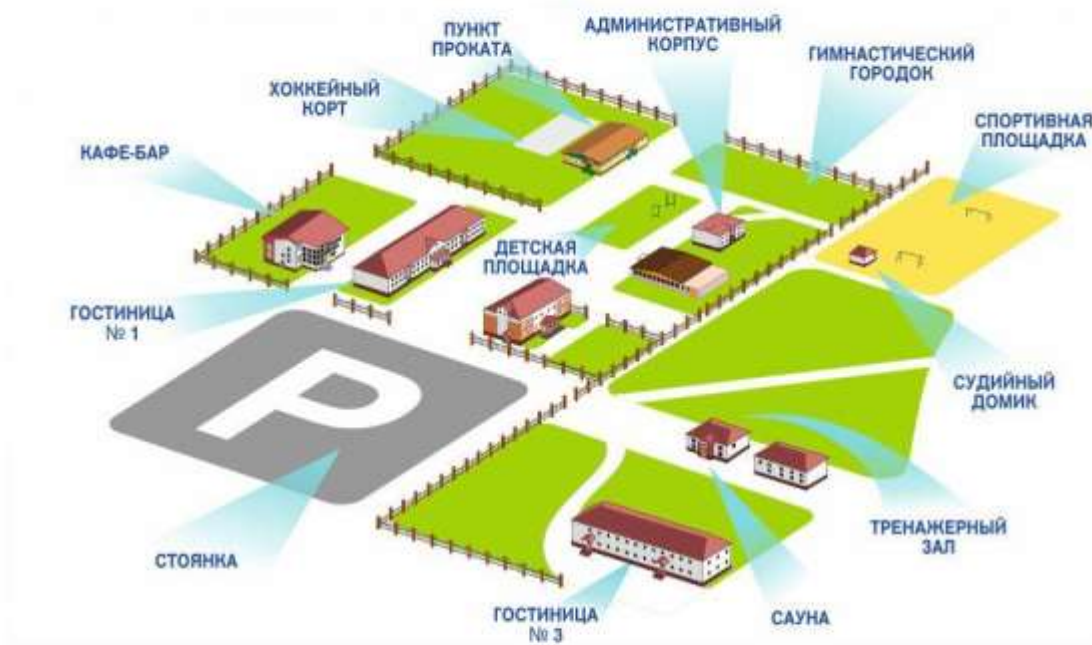 ПУНКТ
ПРОКАТА
АДМИНИСТРАТИВНЫЙ
КОРПУС
ГИМНАСТИЧЕСКИЙ
ГОРОДОК
ХОККЕЙНЫЙ
КОРТ
СПОРТИВНАЯ
ПЛОЩАДКА
КАФЕ-БАР
ДЕТСКАЯ
ПЛОЩАДКА
ГОСТИНИЦА
№ 1
СУДИЙНЫЙ
ДОМИК
P
ТРЕНАЖЕРНЫЙ
ЗАЛ
СТОЯНКА
ГОСТИНИЦА
№ 3
САУНА